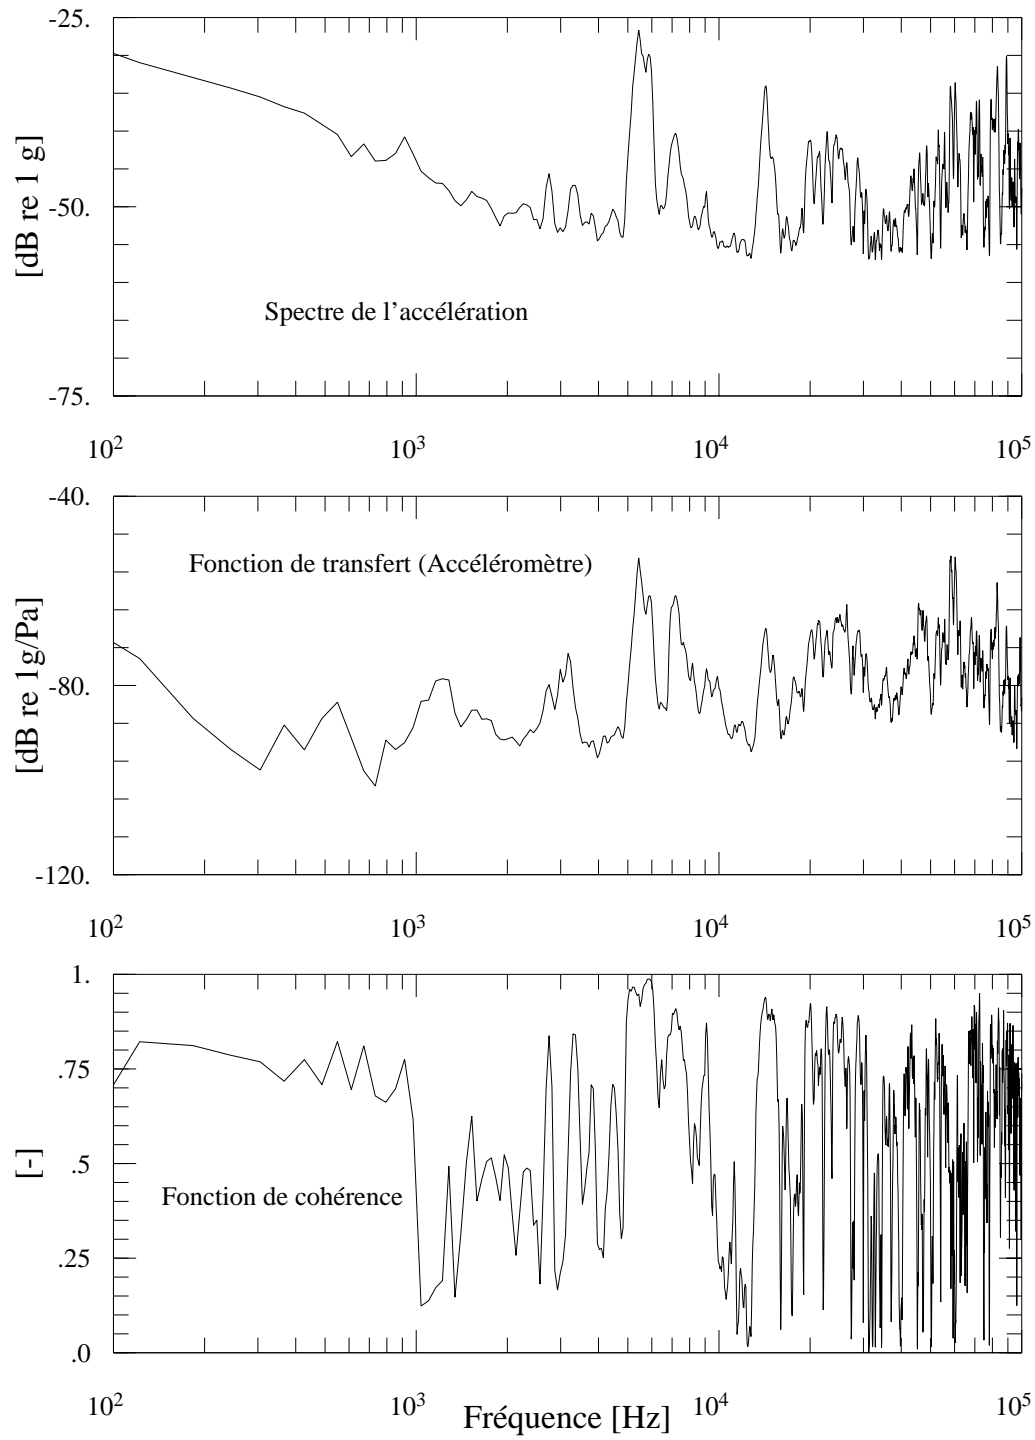 -25.
-50.
-75.
[dB re 1 g]
Spectre de l’accélération
10² 10³ 10⁴ 10⁵
-40.
-80.
-120.
[dB re 1g/Pa]
Fonction de transfert (Accéléromètre)
10² 10³ 10⁴ 10⁵
1.
.75
.5
.25
.0
[-]
Fonction de cohérence
10² 10³ 10⁴ 10⁵
Fréquence [Hz]